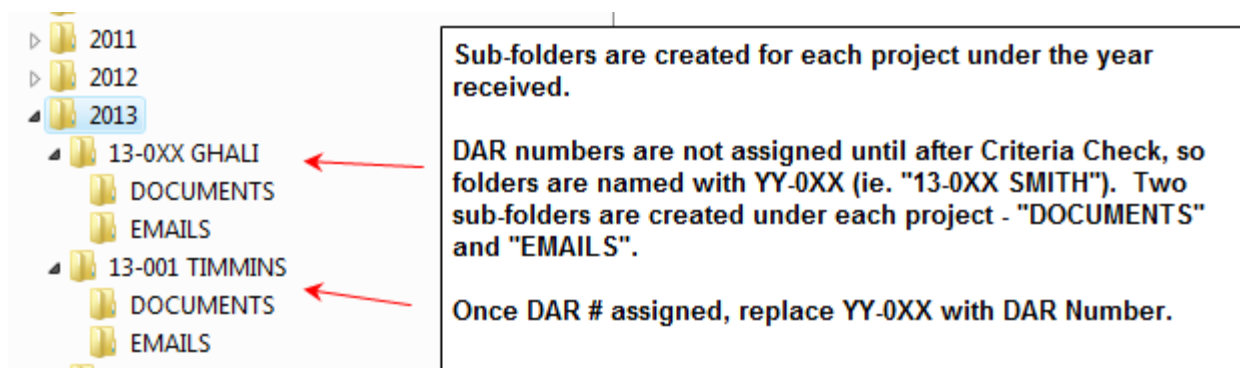 2011
2012
2013
13-0XX GHALI
DOCUMENTS
EMAILS
13-001 TIMMINS
DOCUMENTS
EMAILS
Sub-folders are created for each project under the year
received.
DAR numbers are not assigned until after Criteria Check, so
folders are named with YY-0XX (ie. "13-0XX SMITH").  Two
sub-folders are created under each project - "DOCUMENTS"
and "EMAILS".
Once DAR # assigned, replace YY-0XX with DAR Number.